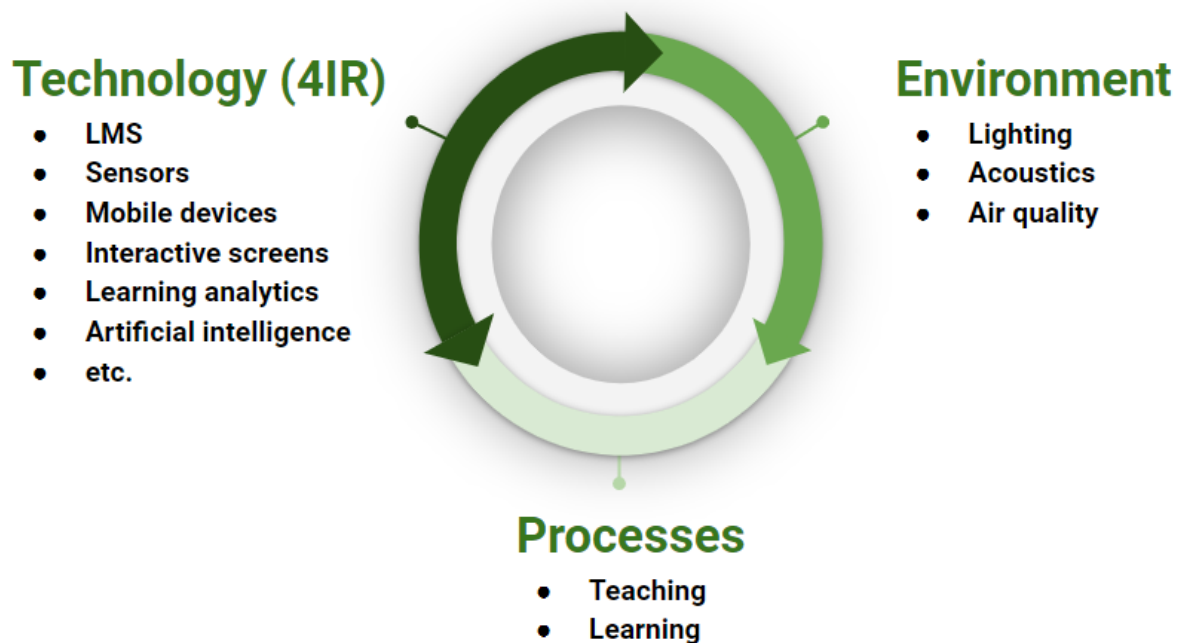 Technology (4IR)
● LMS
● Sensors
● Mobile devices
● Interactive screens
● Learning analytics
● Artificial intelligence
● etc.
Environment
● Lighting
● Acoustics
● Air quality
Processes
● Teaching
● Learning